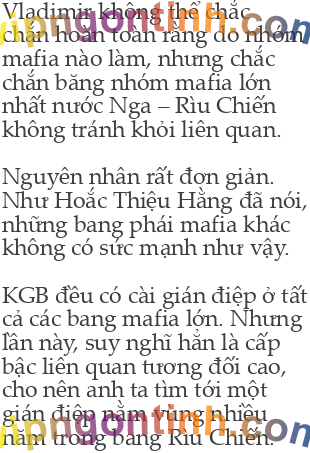 Vladimir không thể chắc
chắn hoàn toàn rằng do nhóm
mafia nào làm, nhưng chắc
chắn băng nhóm mafia lớn
nhất nước Nga – Rìu Chiến
không tránh khỏi liên quan.
Nguyên nhân rất đơn giản.
Như Hoắc Thiệu Hằng đã nói,
những bang phái mafia khác
không có sức mạnh như vậy.
KGB đều có cài gián điệp ở tất
cả các bang mafia lớn. Nhưng
lần này, suy nghĩ hẳn là cấp
bậc liên quan tương đối cao,
cho nên anh ta tìm tới một
gián điệp nằm vùng nhiều
năm trong bang Rìu Chiến.
vipngontinh.com
vipngontinh.com